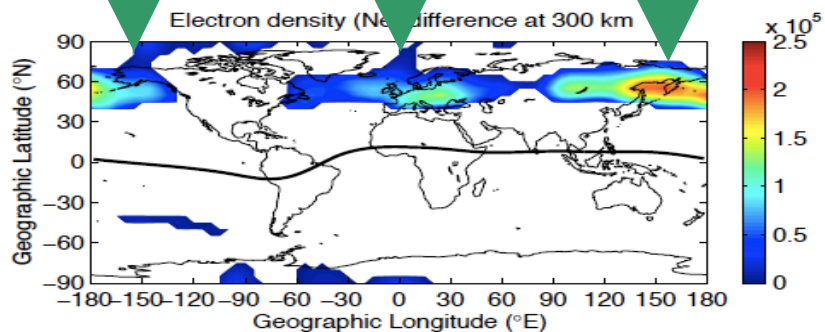 Electron density (Ne difference at 300 km
x 10^5
90
60
30
0
−30
−60
−90
Geographic Latitude (°N)
−180−150−120−90 −60 −30 0 30 60 90 120 150 180
Geographic Longitude (°E)
2.5
2
1.5
1
0.5
0